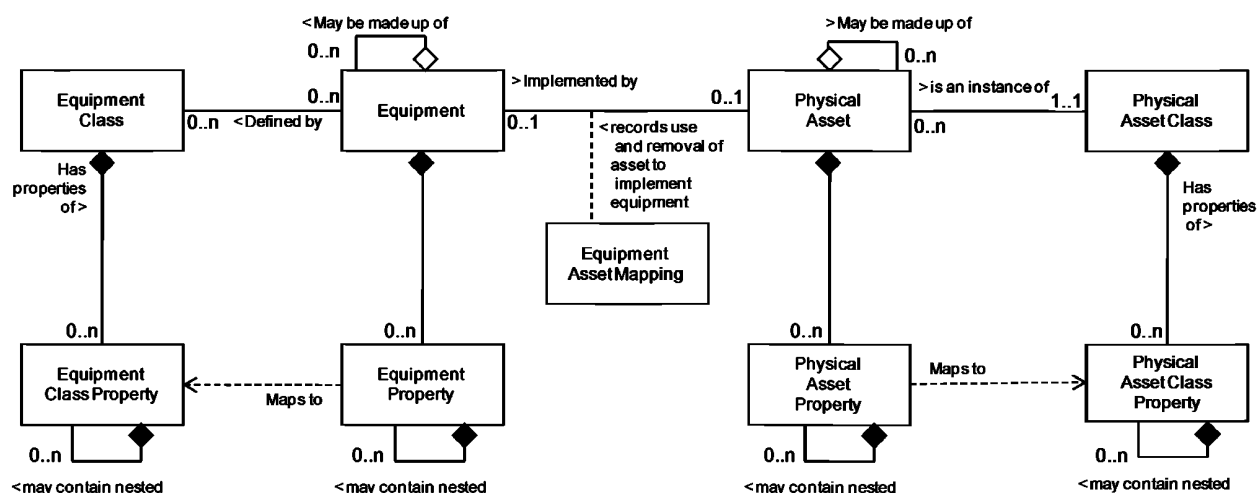 < May be made up of
0..n
> May be made up of
0..n
Equipment
Class
0..n
< Defined by
0..n
Equipment
> Implemented by
0..1
0..1
Physical
Asset
> is an instance of
0..n
1..1
Physical
Asset Class
< records use
and removal of
asset to
implement
equipment
Has
properties
of >
Has
properties
of >
Equipment
Asset Mapping
0..n
0..n
0..n
0..n
Equipment
Class Property
Maps to
Equipment
Property
Physical
Asset
Property
Maps to
Physical
Asset Class
Property
0..n
0..n
0..n
0..n
< may contain nested
< may contain nested
< may contain nested
< may contain nested